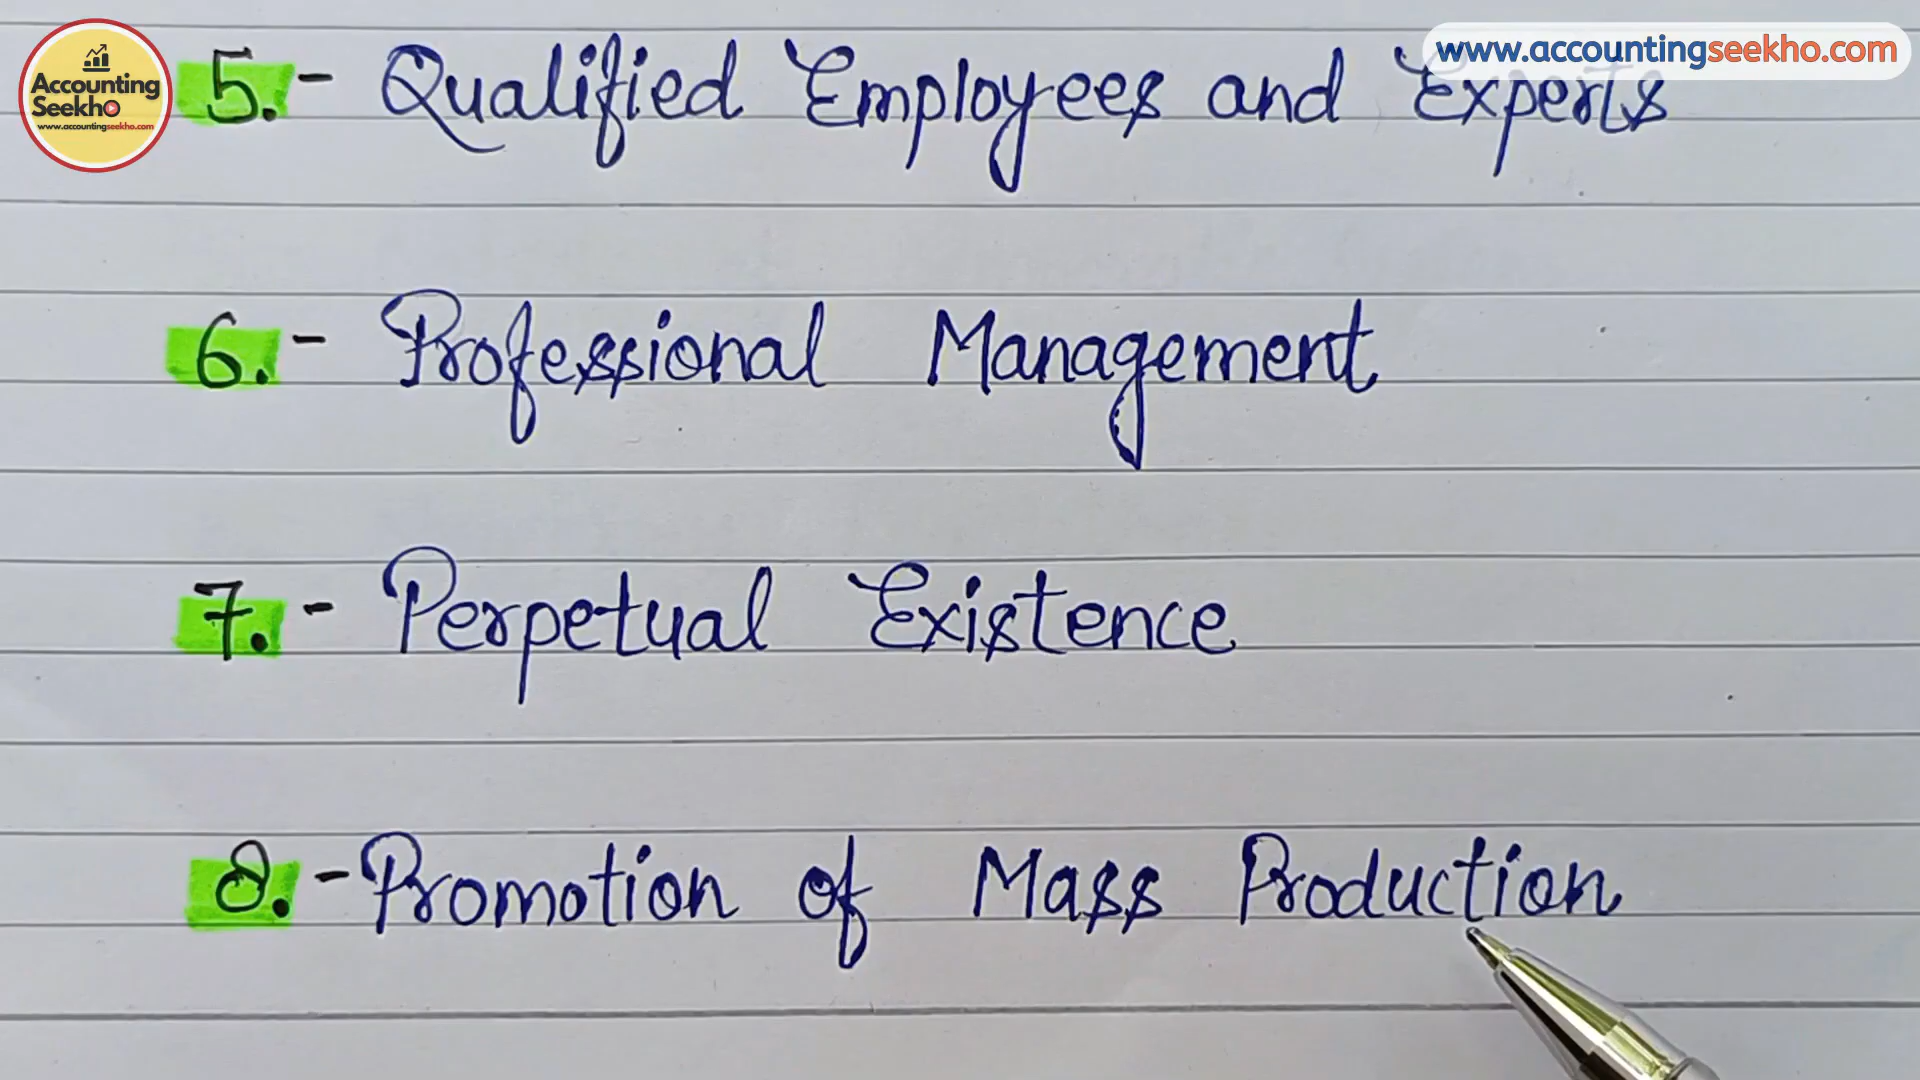 Accounting
Seekho
www.accountingseekho.com
www.accountingseekho.com
5.- Qualified Employees and Experts
6.- Professional Management
7.- Perpetual Existence
8.- Promotion of Mass Production